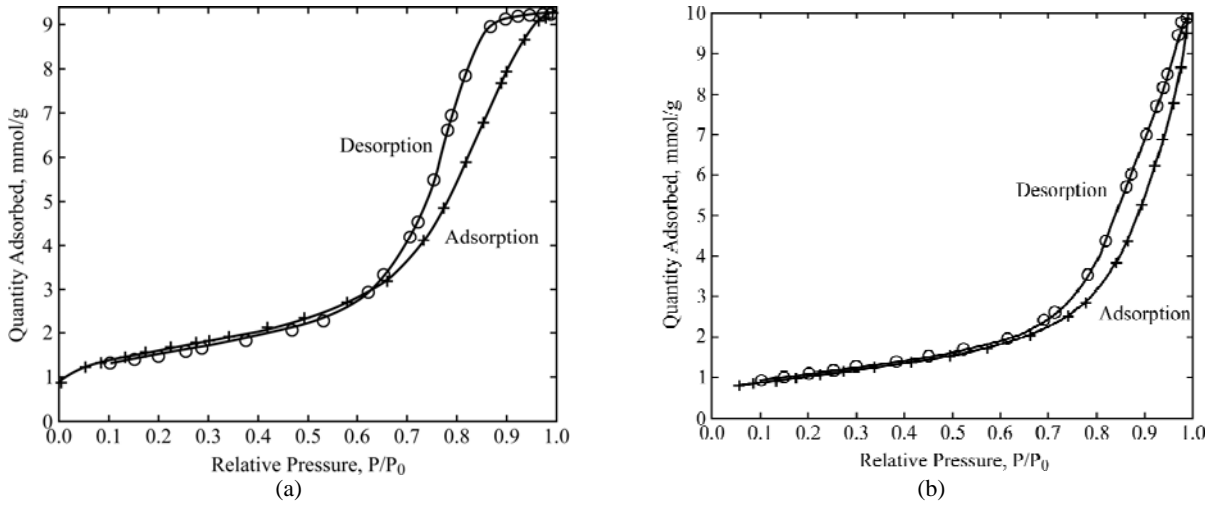 9
8
7
6
5
4
3
2
1
0
Quantity Adsorbed, mmol/g
Desorption
Adsorption
0.0 0.1 0.2 0.3 0.4 0.5 0.6 0.7 0.8 0.9 1.0
Relative Pressure, P/P0
(a)
10
9
8
7
6
5
4
3
2
1
0
Quantity Adsorbed, mmol/g
Desorption
Adsorption
0.0 0.1 0.2 0.3 0.4 0.5 0.6 0.7 0.8 0.9 1.0
Relative Pressure, P/P0
(b)